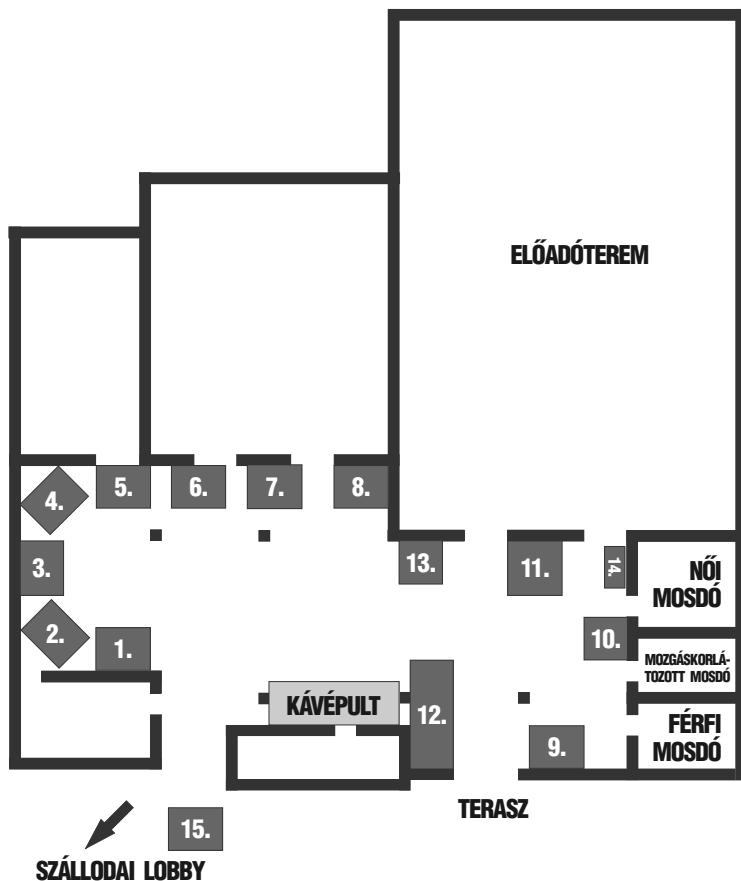 ELŐADÓTEREM
4.
5.
6.
7.
8.
3.
13.
11.
14.
NŐI
MOSDÓ
2.
1.
10.
MOZGÁSKORLÁ-
TOZOTT MOSDÓ
KÁVÉPULT
12.
9.
FÉRFI
MOSDÓ
TERASZ
15.
SZÁLLODAI LOBBY